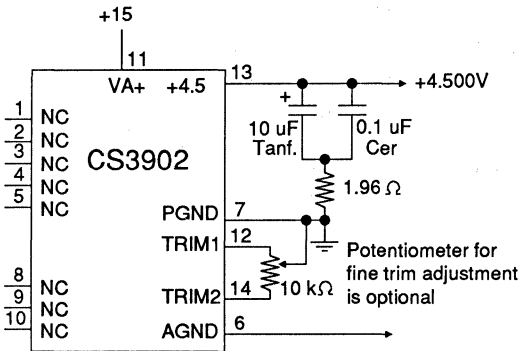 +15
11
VA+
+4.5
13
+4.500V
1
NC
2
NC
3
NC
4
NC
5
NC
CS3902
+
10 uF
Tanf.
0.1 uF
Cer
1.96 Ω
PGND
7
TRIM1
12
10 kΩ
TRIM2
14
Potentiometer for
fine trim adjustment
is optional
8
NC
9
NC
10
NC
AGND
6